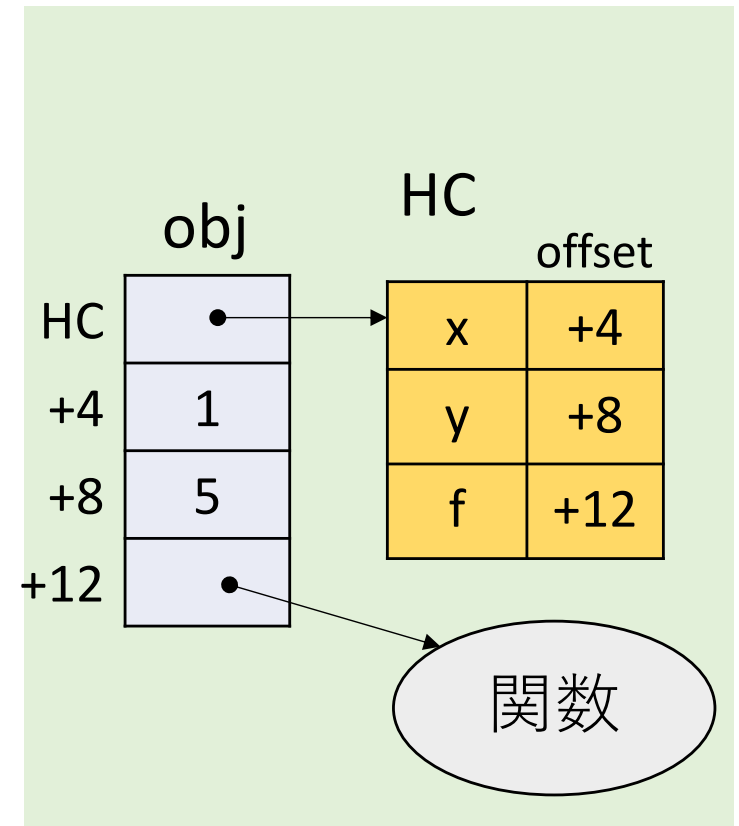 obj
HC
+4 1
+8 5
+12
HC
offset
x +4
y +8
f +12
関数